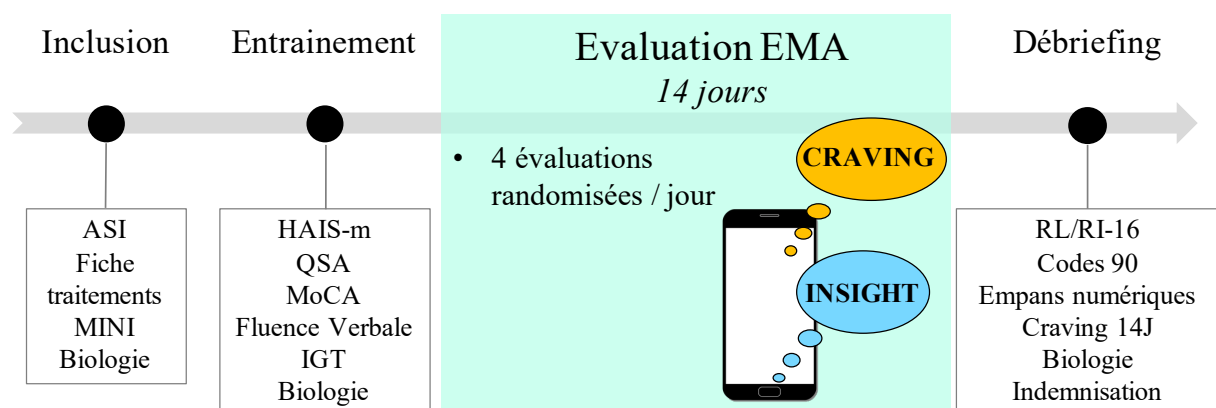 Inclusion
Entrainement
Evaluation EMA
14 jours
Débriefing
• 4 évaluations
randomisées / jour
CRAVING
INSIGHT
ASI
Fiche
traitements
MINI
Biologie
HAIS-m
QSA
MoCA
Fluence Verbale
IGT
Biologie
RL/RI-16
Codes 90
Empans numériques
Craving 14J
Biologie
Indemnisation